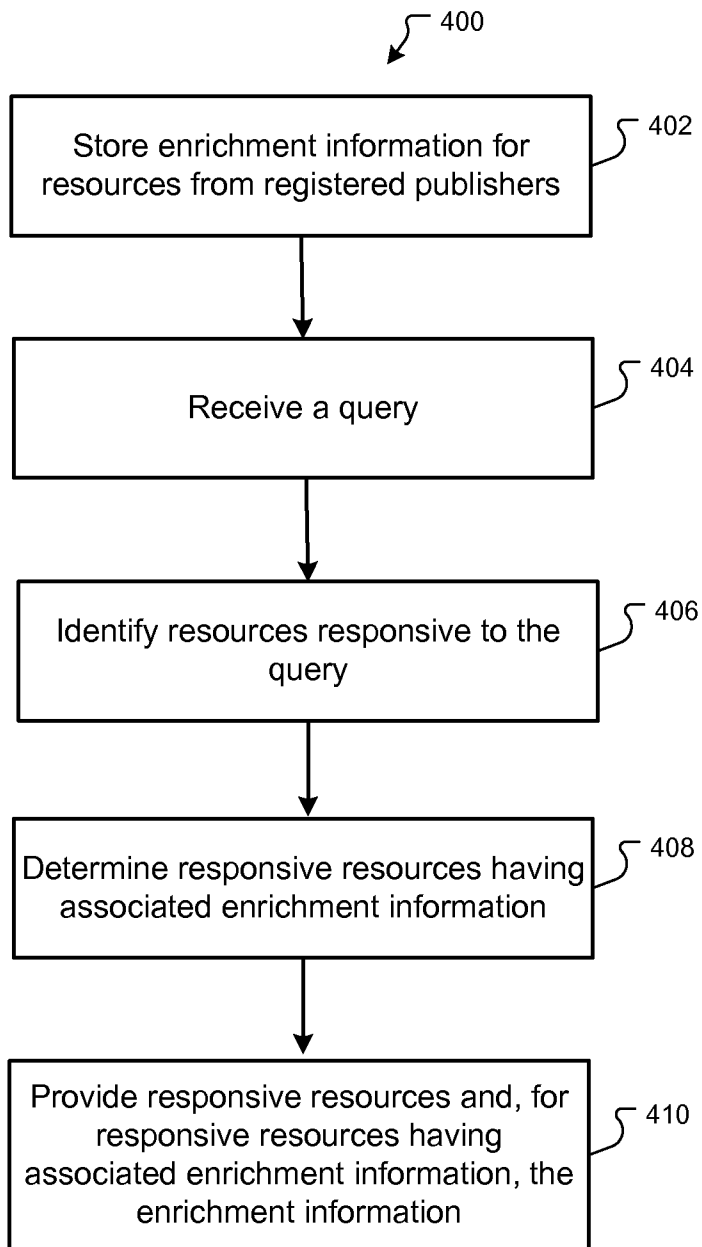 400
Store enrichment information for
resources from registered publishers
402
Receive a query
404
Identify resources responsive to the
query
406
Determine responsive resources having
associated enrichment information
408
Provide responsive resources and, for
responsive resources having
associated enrichment information, the
enrichment information
410